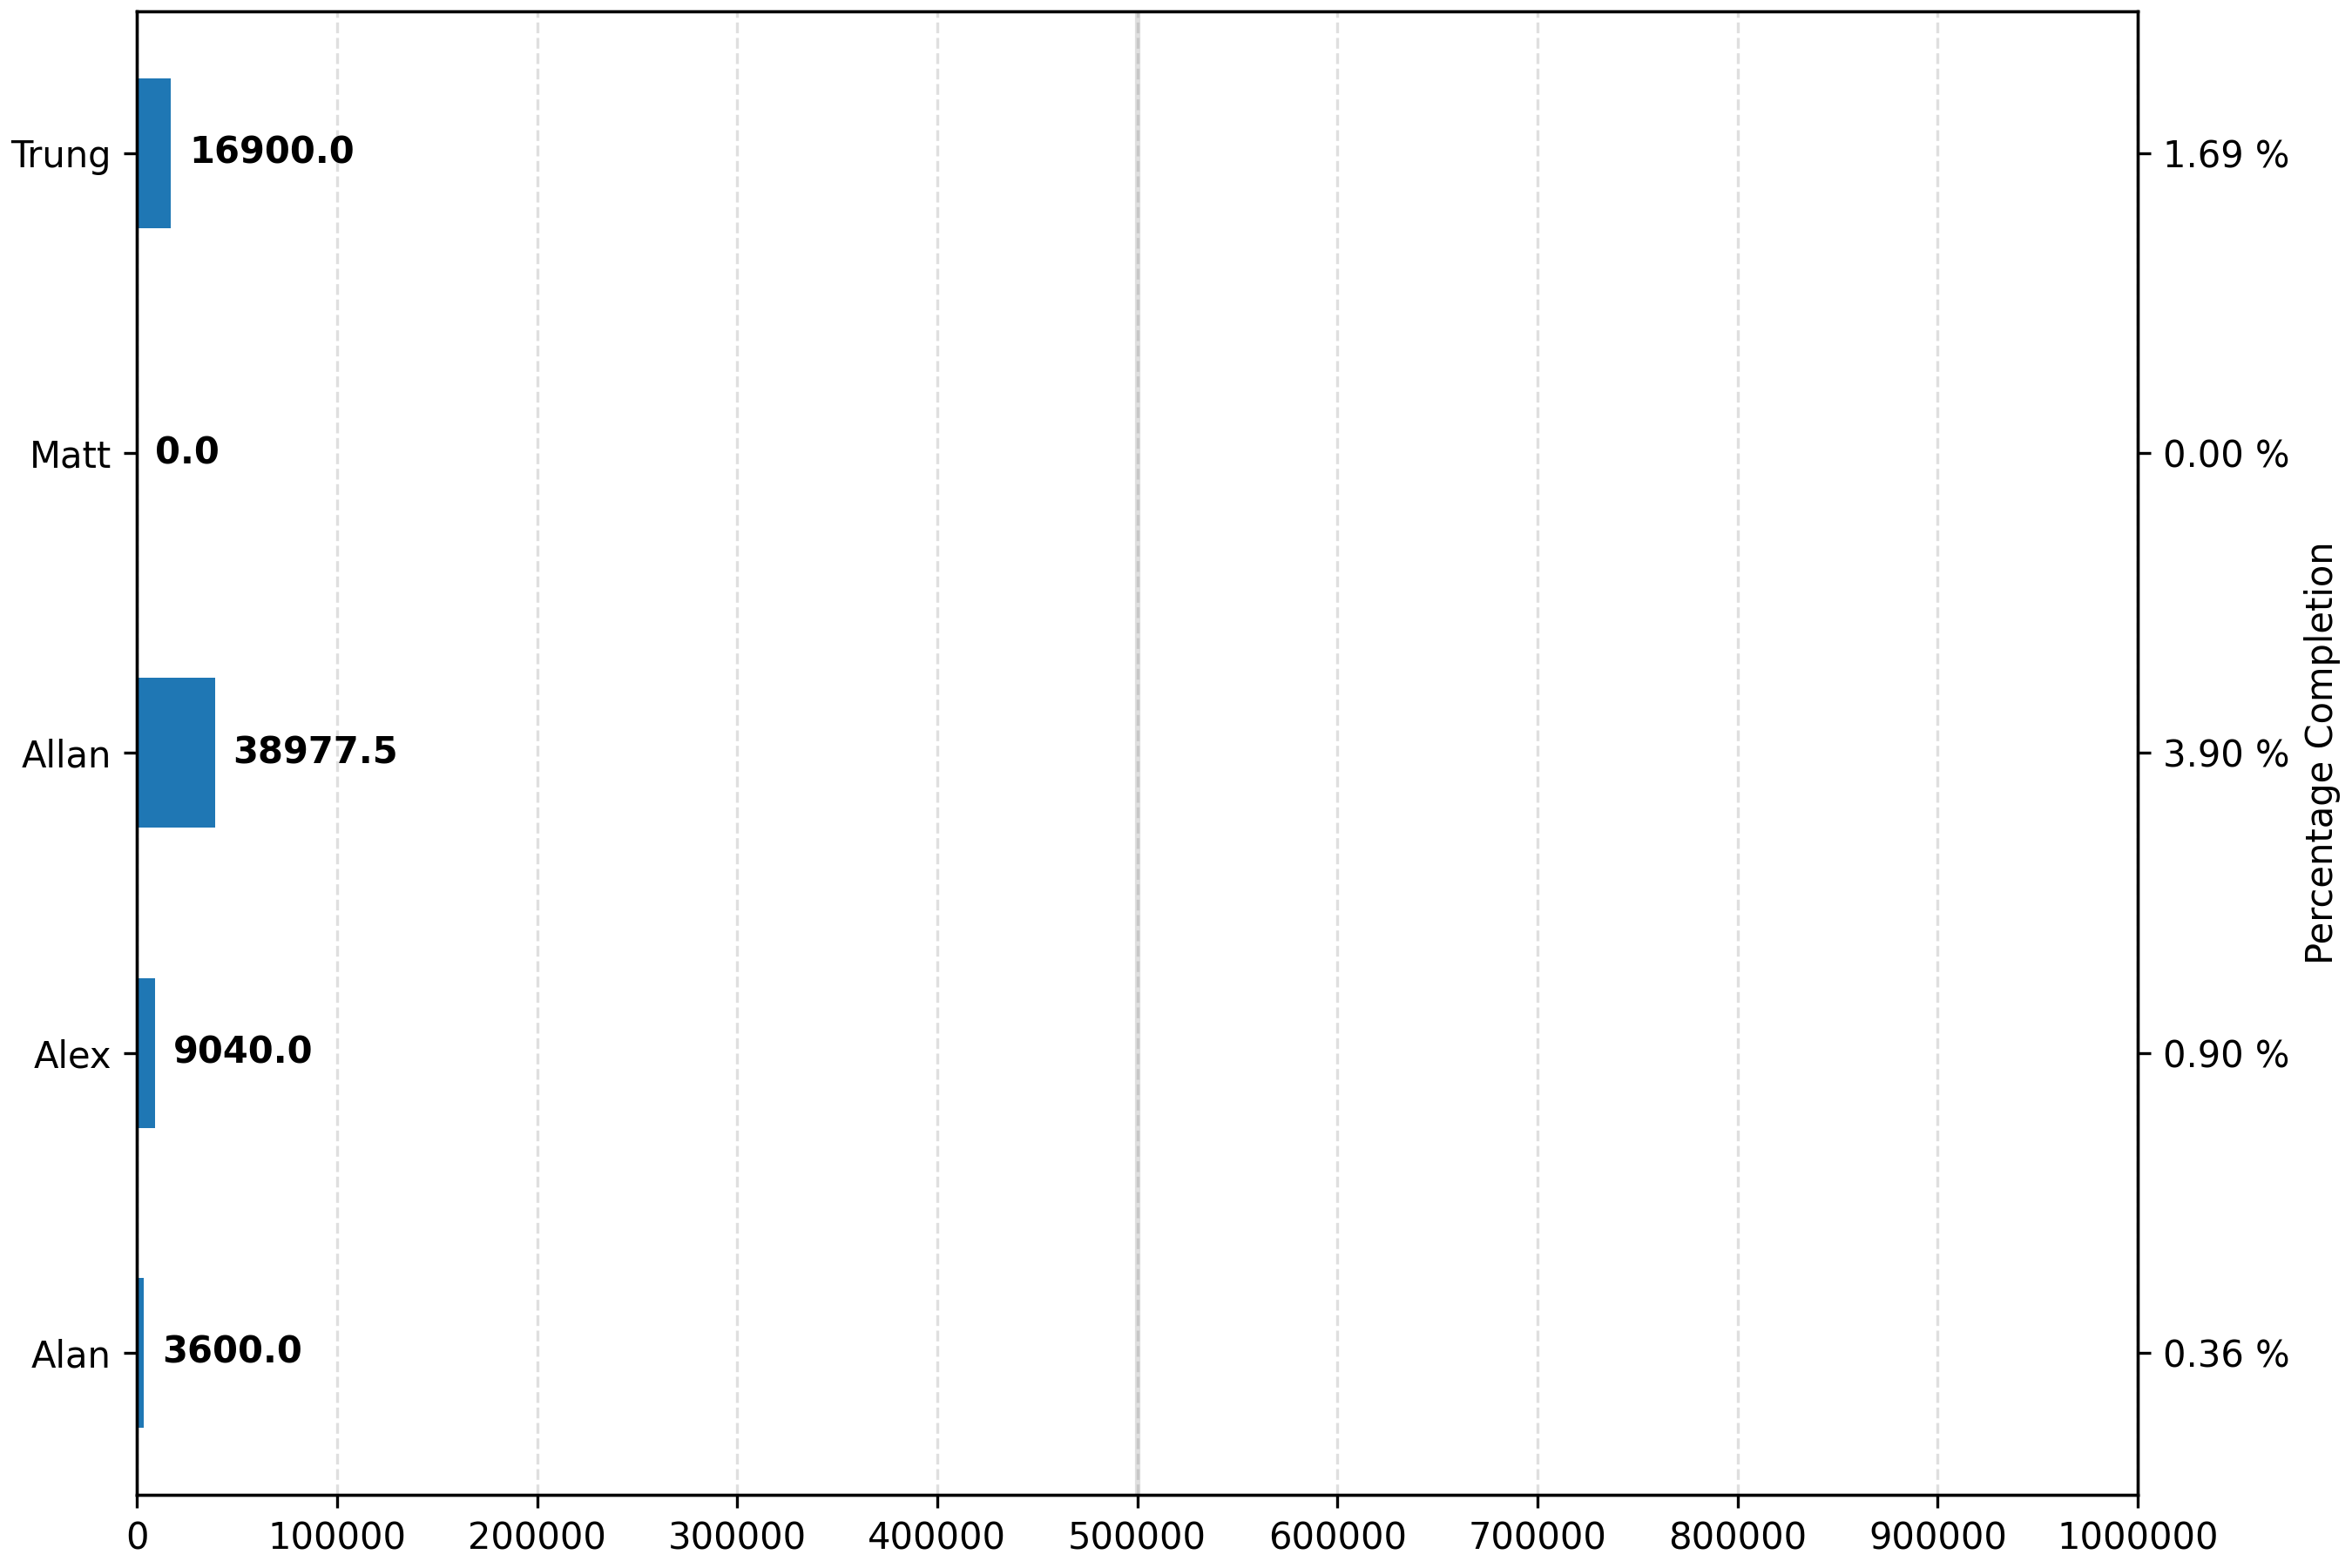 Trung 16900.0 1.69 %
Matt 0.0 0.00 %
Allan 38977.5 3.90 %
Alex 9040.0 0.90 %
Alan 3600.0 0.36 %
Percentage Completion
0 100000 200000 300000 400000 500000 600000 700000 800000 900000 1000000